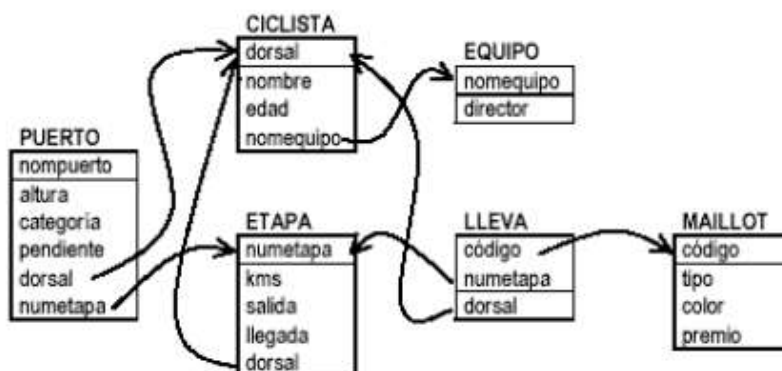 CICLISTA
dorsal
nombre
edad
nomequipo
EQUIPO
nomequipo
director
PUERTO
nompuerto
altura
categoría
pendiente
dorsal
numetapa
ETAPA
numetapa
kms
salida
llegada
dorsal
LLEVA
código
numetapa
dorsal
MAILLOT
código
tipo
color
premio